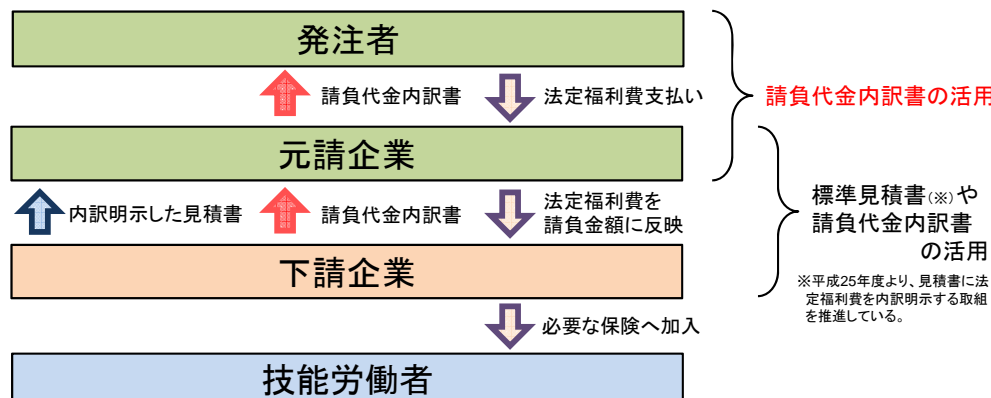 発注者
請負代金内訳書
法定福利費支払い
請負代金内訳書の活用
元請企業
内訳明示した見積書
請負代金内訳書
法定福利費を
請負金額に反映
標準見積書(※)や
請負代金内訳書
の活用
※平成25年度より、見積書に法
定福利費を内訳明示する取組
を推進している。
下請企業
必要な保険へ加入
技能労働者